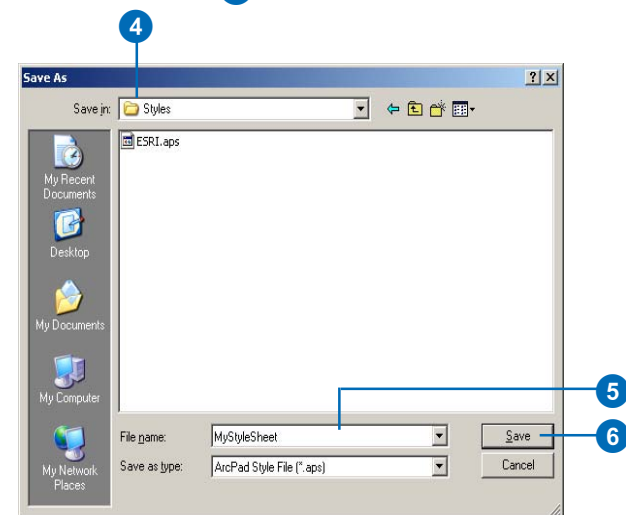 4
Save As
Save in:
Styles
ESRI.aps
My Recent
Documents
Desktop
My Documents
My Computer
My Network
Places
File name:
MyStyleSheet
Save
Save as type:
ArcPad Style File (*.aps)
Cancel
5
6